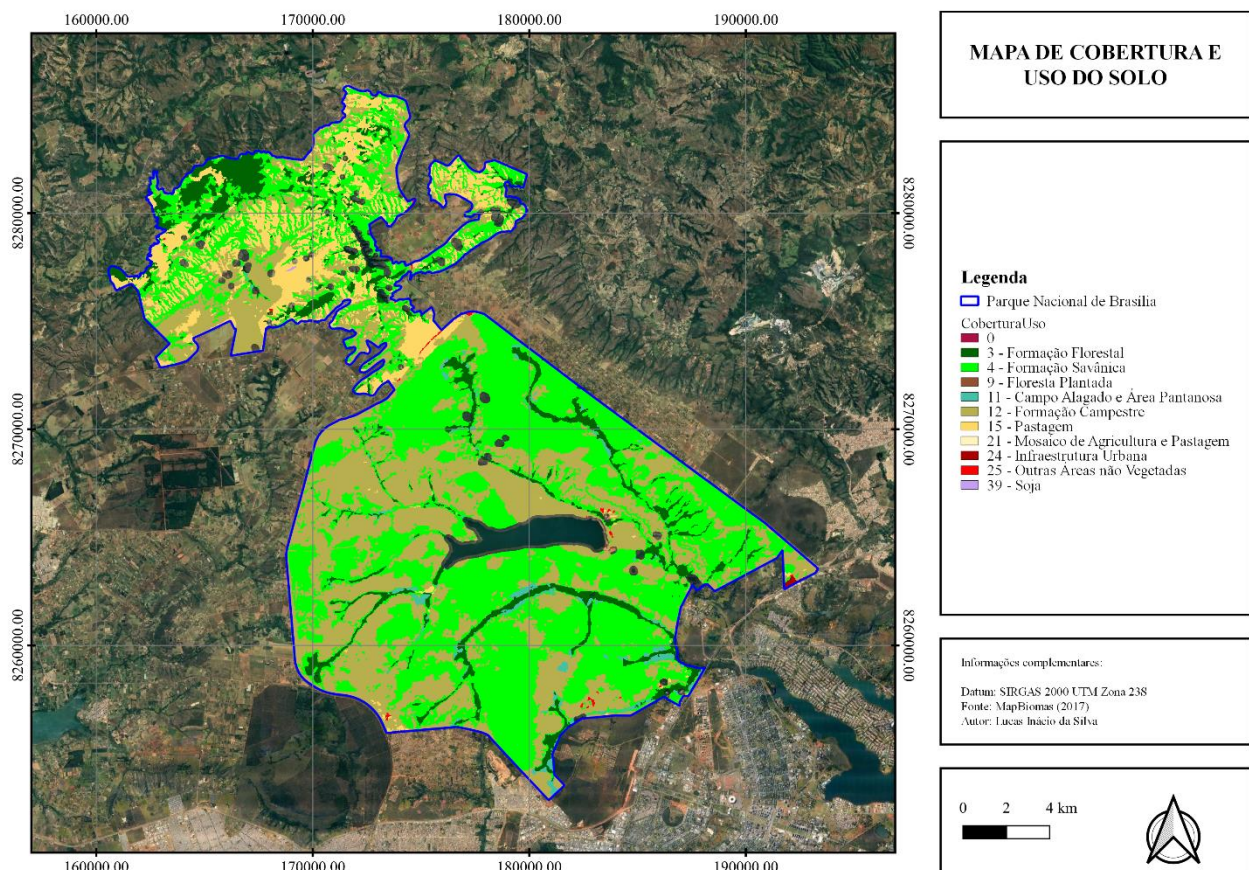 160000.00 170000.00 180000.00 190000.00
MAPA DE COBERTURA E
USO DO SOLO
8280000.00 8280000.00
8270000.00 8270000.00
8260000.00 8260000.00
160000.00 170000.00 180000.00 190000.00
Legenda
Parque Nacional de Brasília
CoberturaUso
0
3 - Formação Florestal
4 - Formação Savânica
9 - Floresta Plantada
11 - Campo Alagado e Área Pantanosa
12 - Formação Campestre
15 - Pastagem
21 - Mosaico de Agricultura e Pastagem
24 - Infraestrutura Urbana
25 - Outras Áreas não Vegetadas
39 - Soja
Informações complementares:
Datum: SIRGAS 2000 UTM Zona 238
Fonte: MapBiomas (2017)
Autor: Lucas Inácio da Silva
0 2 4 km